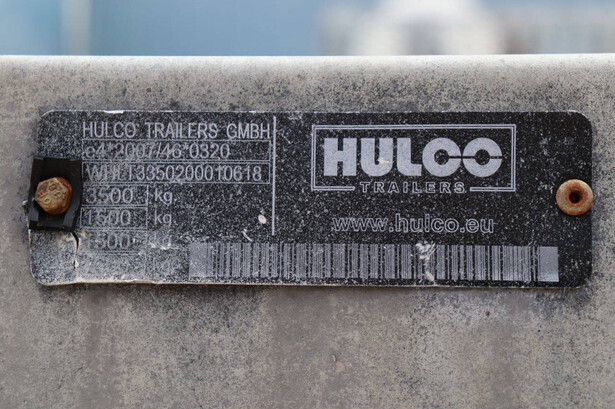 HULCO TRAILERS GMBH
e4*2007/46*0320
WHLT3350200010618
3500 kg
1500 kg
HULCO
TRAILERS
www.hulco.eu